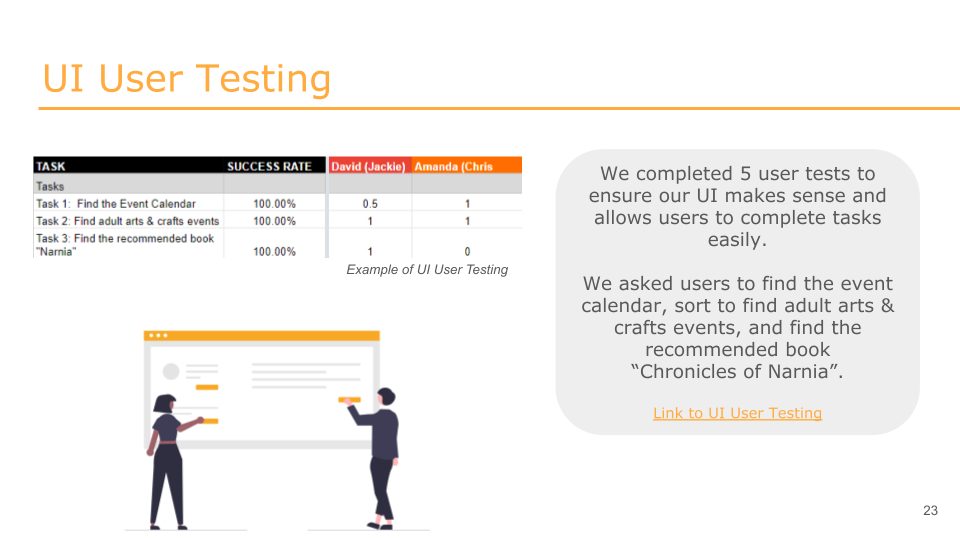 UI User Testing
TASK SUCCESS RATE David (Jackie) Amanda (Chris
Tasks
Task 1:  Find the Event Calendar 100.00% 0.5 1
Task 2: Find adult arts & crafts events 100.00% 1 1
Task 3: Find the recommended book
"Narnia" 100.00% 1 0
Example of UI User Testing
We completed 5 user tests to
ensure our UI makes sense and
allows users to complete tasks
easily.
We asked users to find the event
calendar, sort to find adult arts &
crafts events, and find the
recommended book
“Chronicles of Narnia”.
Link to UI User Testing
23